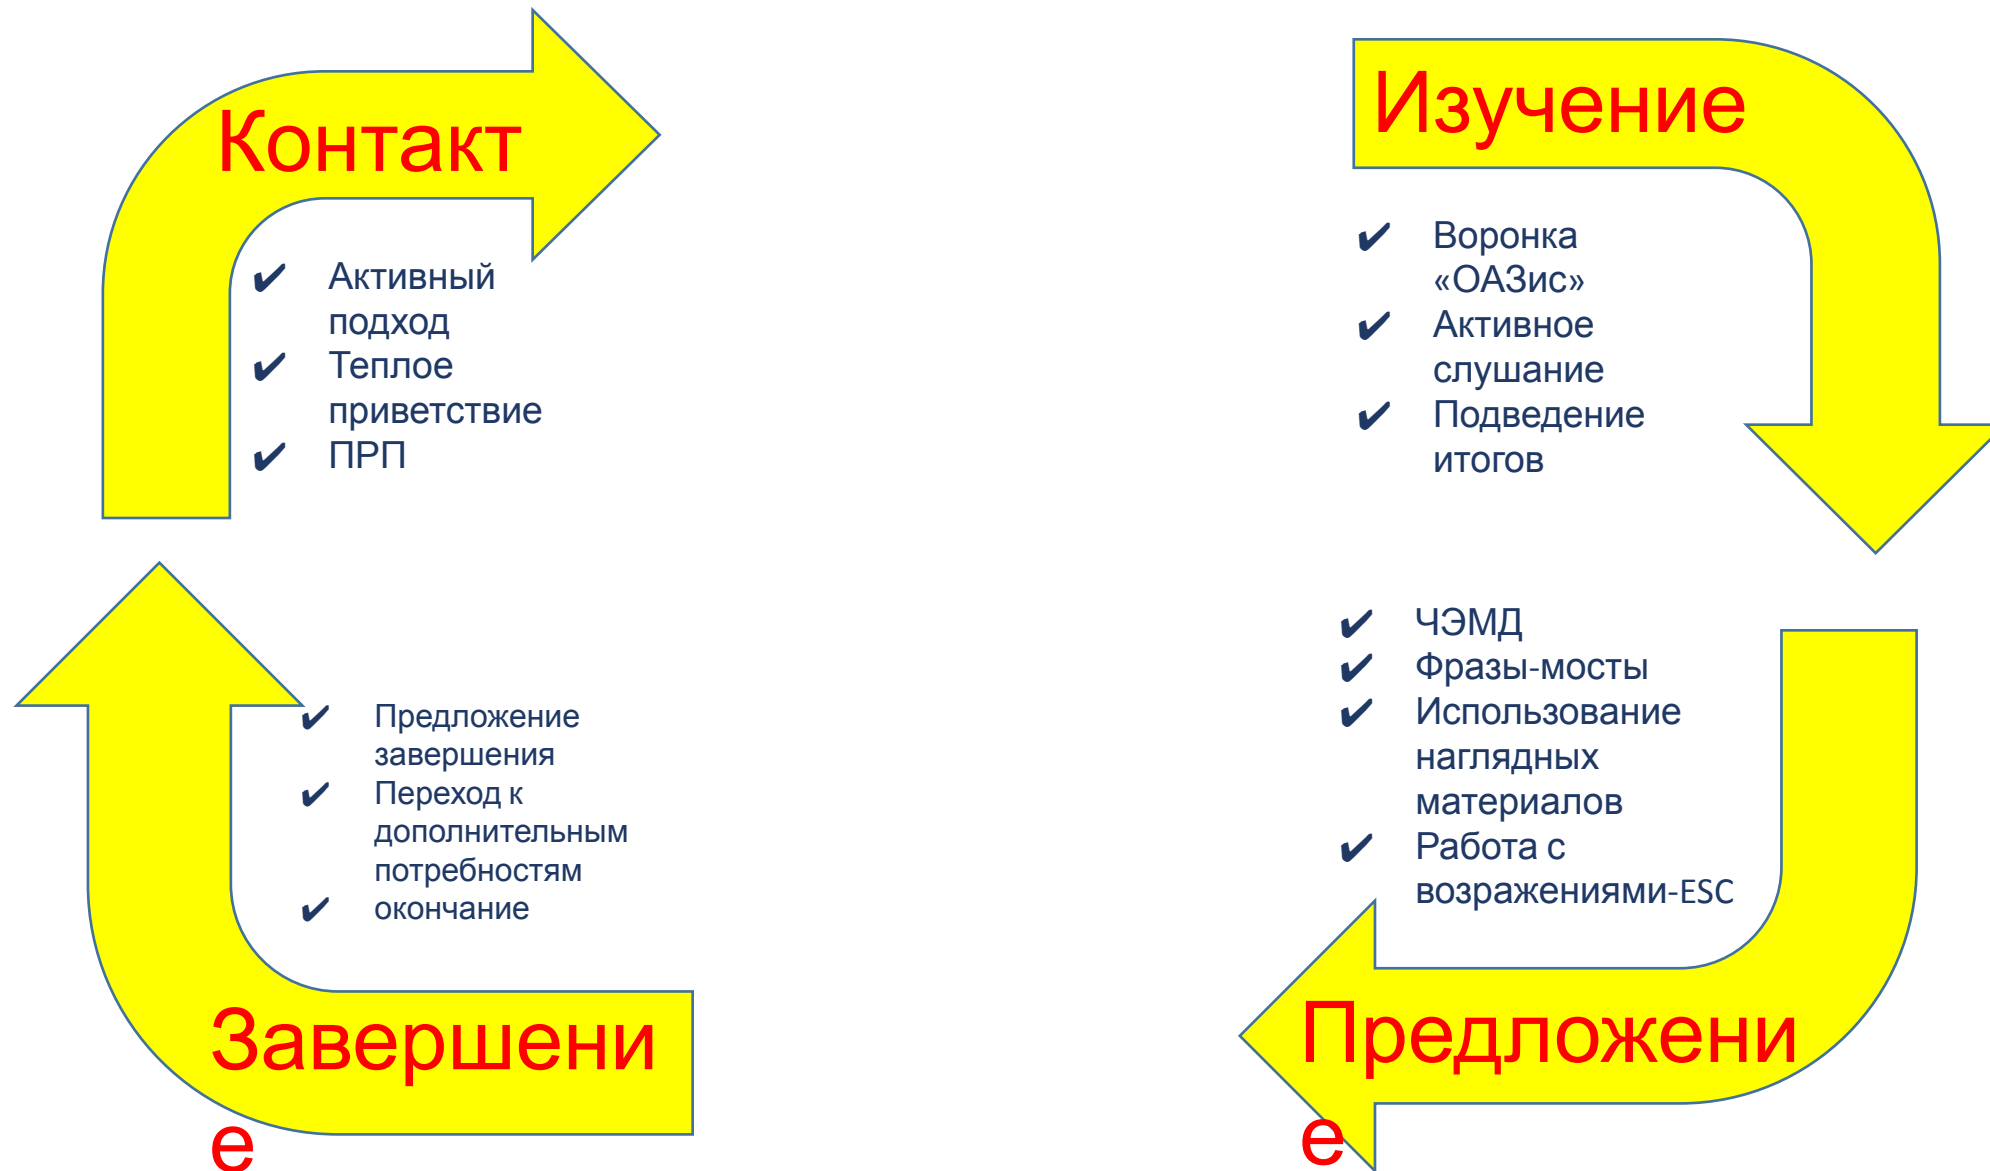 Контакт
Активный
подход
Теплое
приветствие
ПРП
Изучение
Воронка
«ОАЗис»
Активное
слушание
Подведение
итогов
ЧЭМД
Фразы-мосты
Использование
наглядных
материалов
Работа с
возражениями-ESC
Предложени
е
Предложение
завершения
Переход к
дополнительным
потребностям
окончание
Завершени
е